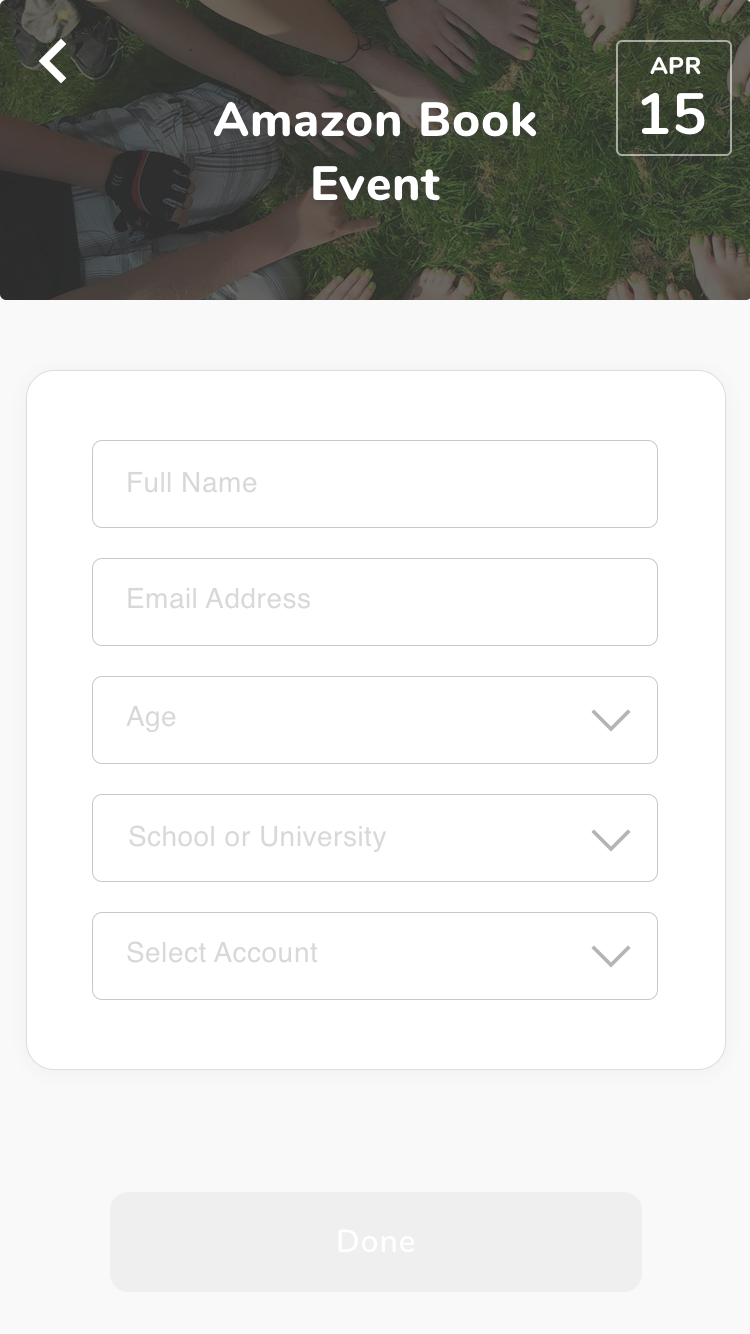 APR
15
Amazon Book
Event
Full Name
Email Address
Age
School or University
Select Account
Done